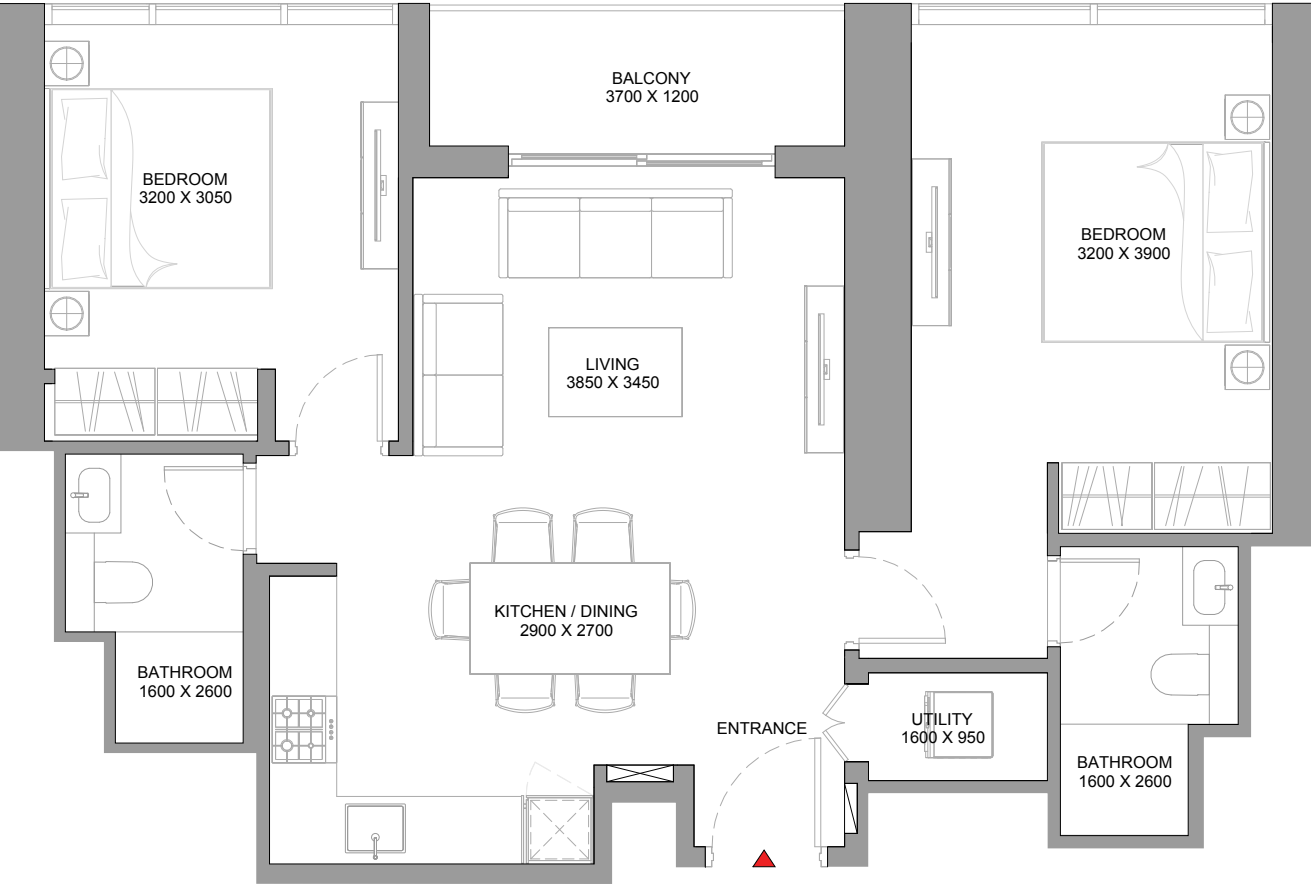 BALCONY
3700 X 1200
BEDROOM
3200 X 3050
BEDROOM
3200 X 3900
LIVING
3850 X 3450
KITCHEN / DINING
2900 X 2700
BATHROOM
1600 X 2600
ENTRANCE
UTILITY
1600 X 950
BATHROOM
1600 X 2600